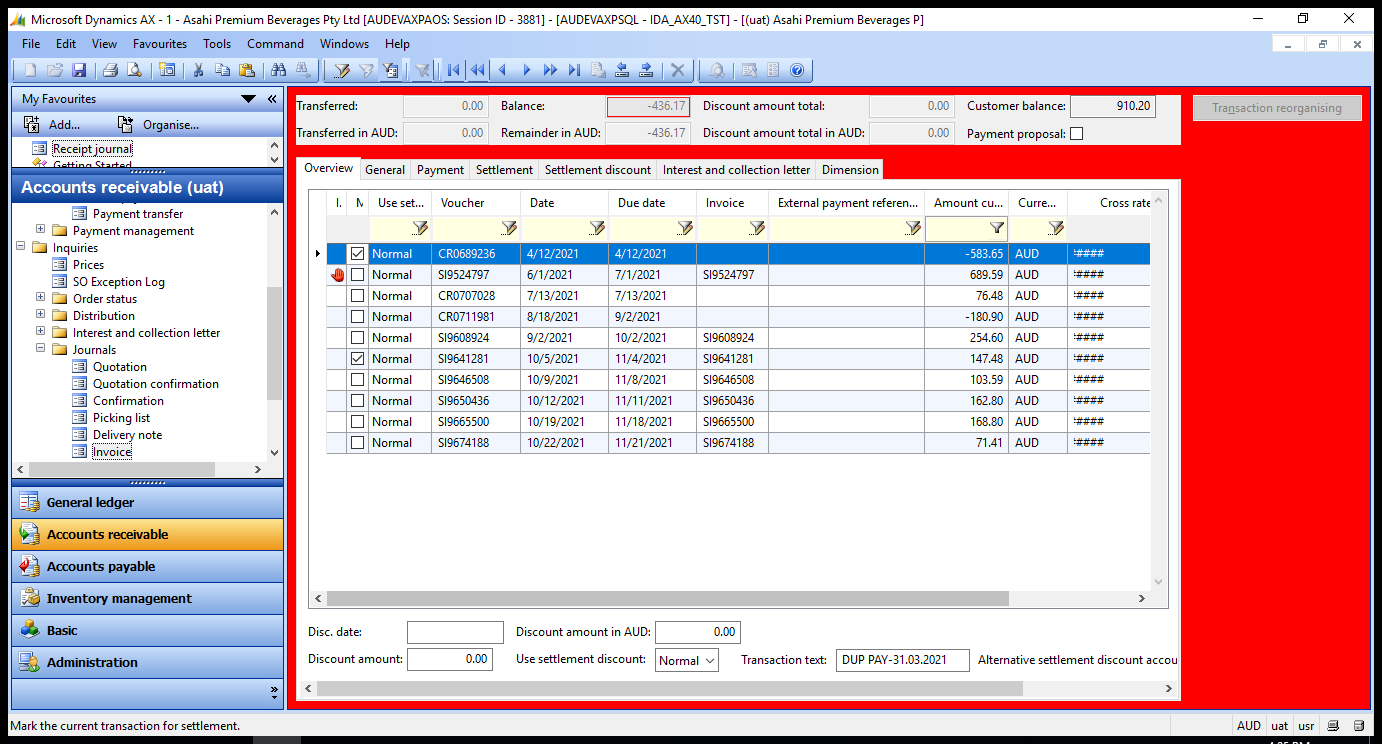 Microsoft Dynamics AX - 1 - Asahi Premium Beverages Pty Ltd [AUDEVAXPAOS: Session ID - 3881] - [AUDEVAXPSQL - IDA_AX40_TST] - [(uat) Asahi Premium Beverages P]
File Edit View Favourites Tools Command Windows Help
My Favourites
Add... Organise...
Receipt journal
Getting Started
Accounts receivable (uat)
Payment transfer
Payment management
Inquiries
Prices
SO Exception Log
Order status
Distribution
Interest and collection letter
Journals
Quotation
Quotation confirmation
Confirmation
Picking list
Delivery note
Invoice
General ledger
Accounts receivable
Accounts payable
Inventory management
Basic
Administration
Transferred: 0.00 Balance: -436.17 Discount amount total: 0.00 Customer balance: 910.20 Transaction reorganising
Transferred in AUD: 0.00 Remainder in AUD: -436.17 Discount amount total in AUD: 0.00 Payment proposal:
Overview General Payment Settlement Settlement discount Interest and collection letter Dimension
I. M Use set... Voucher Date Due date Invoice External payment referen... Amount cu... Curre... Cross rate
Normal CR0689236 4/12/2021 4/12/2021 -583.65 AUD ####
Normal SI9524797 6/1/2021 7/1/2021 SI9524797 689.59 AUD ####
Normal CR0707028 7/13/2021 7/13/2021 76.48 AUD ####
Normal CR0711981 8/18/2021 9/2/2021 -180.90 AUD ####
Normal SI9608924 9/2/2021 10/2/2021 SI9608924 254.60 AUD ####
Normal SI9641281 10/5/2021 11/4/2021 SI9641281 147.48 AUD ####
Normal SI9646508 10/9/2021 11/8/2021 SI9646508 103.59 AUD ####
Normal SI9650436 10/12/2021 11/11/2021 SI9650436 162.80 AUD ####
Normal SI9665500 10/19/2021 11/18/2021 SI9665500 168.80 AUD ####
Normal SI9674188 10/22/2021 11/21/2021 SI9674188 71.41 AUD ####
Disc. date: Discount amount in AUD: 0.00
Discount amount: 0.00 Use settlement discount: Normal Transaction text: DUP PAY-31.03.2021 Alternative settlement discount accou
Mark the current transaction for settlement. AUD uat usr